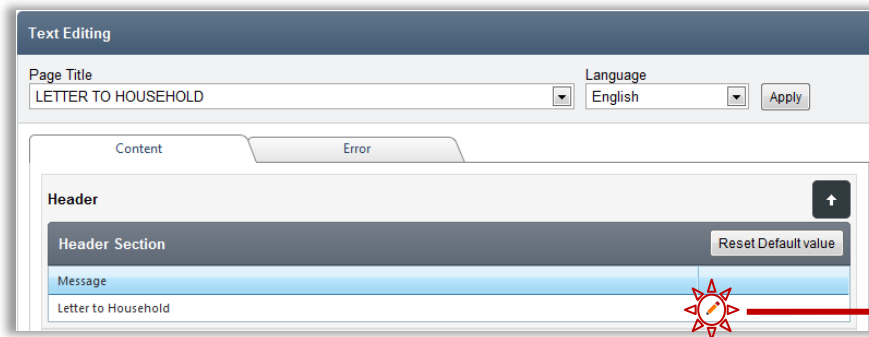 Text Editing
Page Title
Language
LETTER TO HOUSEHOLD
English
Apply
Content
Error
Header
Header Section
Reset Default value
Message
Letter to Household